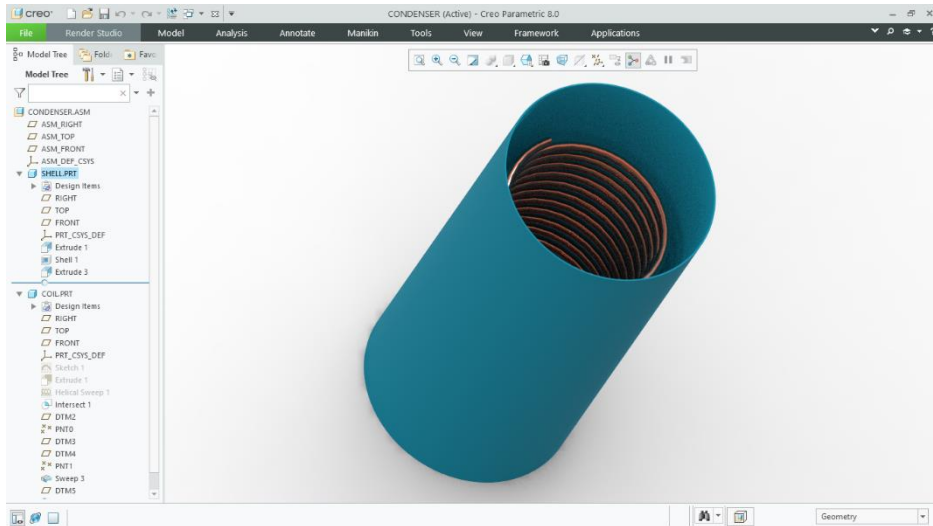 creo° CONDENSER (Active) - Creo Parametric 8.0
File Render Studio Model Analysis Annotate Manikin Tools View Framework Applications
Model Tree Folde Favo
Model Tree
CONDENSER.ASM
ASM_RIGHT
ASM_TOP
ASM_FRONT
ASM_DEF_CSYS
SHELL.PRT
Design Items
RIGHT
TOP
FRONT
PRT_CSYS_DEF
Extrude 1
Shell 1
Extrude 3
COIL.PRT
Design Items
RIGHT
TOP
FRONT
PRT_CSYS_DEF
Sketch 1
Extrude 1
Helical Sweep 1
Intersect 1
DTM2
PNT0
DTM3
DTM4
PNT1
Sweep 3
DTM5
Geometry